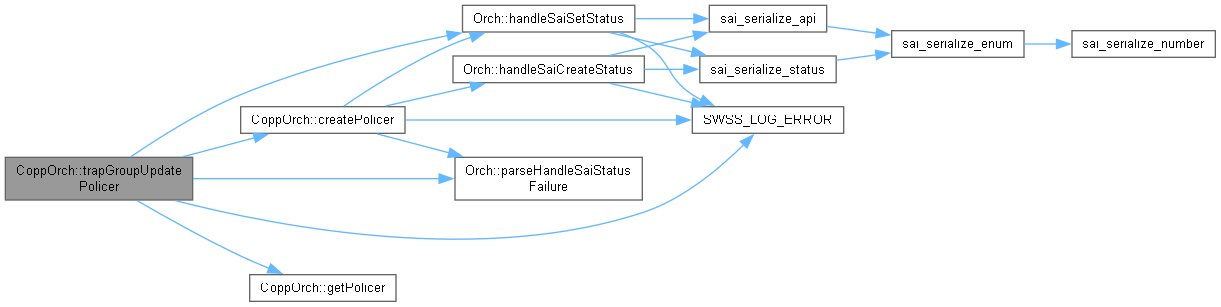 Orch::handleSaiSetStatus
sai_serialize_api
sai_serialize_enum
sai_serialize_number
Orch::handleSaiCreateStatus
sai_serialize_status
CoppOrch::createPolicer
SWSS_LOG_ERROR
CoppOrch::trapGroupUpdate
Policer
Orch::parseHandleSaiStatus
Failure
CoppOrch::getPolicer